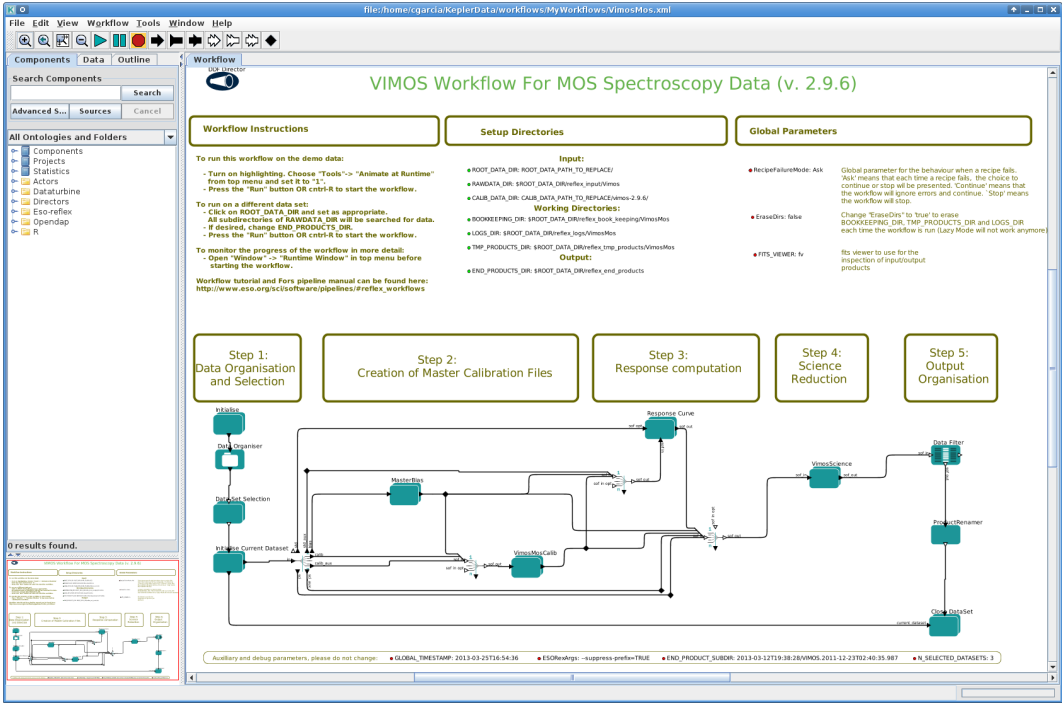 file:/home/cgarcia/KeplerData/workflows/MyWorkflows/VimosMos.xml
File Edit View Workflow Tools Window Help
Components Data Outline
Workflow
Search Components
Search
Advanced S... Sources Cancel
All Ontologies and Folders
Components
Projects
Statistics
Actors
Dataturbine
Directors
Eso-reflex
Opendap
R
0 results found.
DDF Director
VIMOS Workflow For MOS Spectroscopy Data (v. 2.9.6)
Workflow Instructions
To run this workflow on the demo data:
- Turn on highlighting. Choose "Tools"-> "Animate at Runtime"
from top menu and set it to "1".
- Press the "Run" button OR cntrl-R to start the workflow.
To run on a different data set:
- Click on ROOT_DATA_DIR and set as appropriate.
All subdirectories of RAWDATA_DIR will be searched for data.
- If desired, change END_PRODUCTS_DIR.
- Press the "Run" button OR cntrl-R to start the workflow.
To monitor the progress of the workflow in more detail:
- Open "Window" -> "Runtime Window" in top menu before
starting the workflow.
Workflow tutorial and Fors pipeline manual can be found here:
http://www.eso.org/sci/software/pipelines/#reflex_workflows
Setup Directories
Input:
ROOT_DATA_DIR: ROOT_DATA_PATH_TO_REPLACE/
RAWDATA_DIR: $ROOT_DATA_DIR/reflex_input/Vimos
CALIB_DATA_DIR: CALIB_DATA_PATH_TO_REPLACE/vimos-2.9.6/
Working Directories:
BOOKKEEPING_DIR: $ROOT_DATA_DIR/reflex_book_keeping/VimosMos
LOGS_DIR: $ROOT_DATA_DIR/reflex_logs/VimosMos
TMP_PRODUCTS_DIR: $ROOT_DATA_DIR/reflex_tmp_products/VimosMos
Output:
END_PRODUCTS_DIR: $ROOT_DATA_DIR/reflex_end_products
Global Parameters
RecipeFailureMode: Ask
Global parameter for the behaviour when a recipe fails.
'Ask' means that each time a recipe fails, the choice to
continue or stop will be presented. 'Continue' means that
the workflow will ignore errors and continue. `Stop' means
the workflow will stop.
EraseDirs: false
Change "EraseDirs" to 'true' to erase
BOOKKEEPING_DIR, TMP_PRODUCTS_DIR and LOGS_DIR
each time the workflow is run (Lazy Mode will not work anymore)
FITS_VIEWER: fv
fits viewer to use for the
inspection of input/output
products
Step 1:
Data Organisation
and Selection
Step 2:
Creation of Master Calibration Files
Step 3:
Response computation
Step 4:
Science
Reduction
Step 5:
Output
Organisation
Initialise
Data Organiser
Data Set Selection
Initialise Current Dataset
MasterBias
VimosMosCalib
Response Curve
VimosScience
Data Filter
ProductRenamer
Close DataSet
current_dataset
Auxiliary and debug parameters, please do not change:
GLOBAL_TIMESTAMP: 2013-03-25T16:54:36
ESORexArgs: --suppress-prefix=TRUE
END_PRODUCT_SUBDIR: 2013-03-12T19:38:28/VIMOS.2011-12-23T02:40:35.987
N_SELECTED_DATASETS: 3